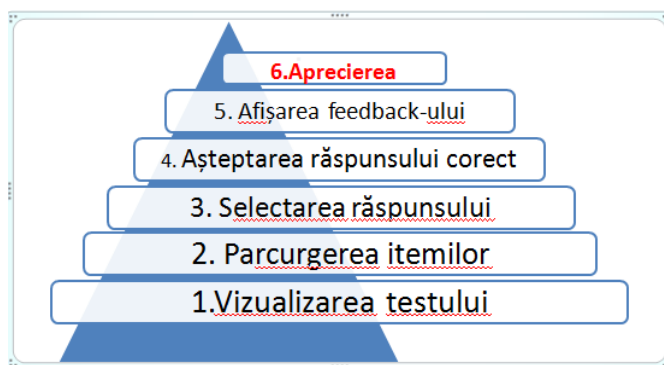 6.Aprecierea
5. Afișarea feedback-ului
4. Așteptarea răspunsului corect
3. Selectarea răspunsului
2. Parcurgerea itemilor
1.Vizualizarea testului